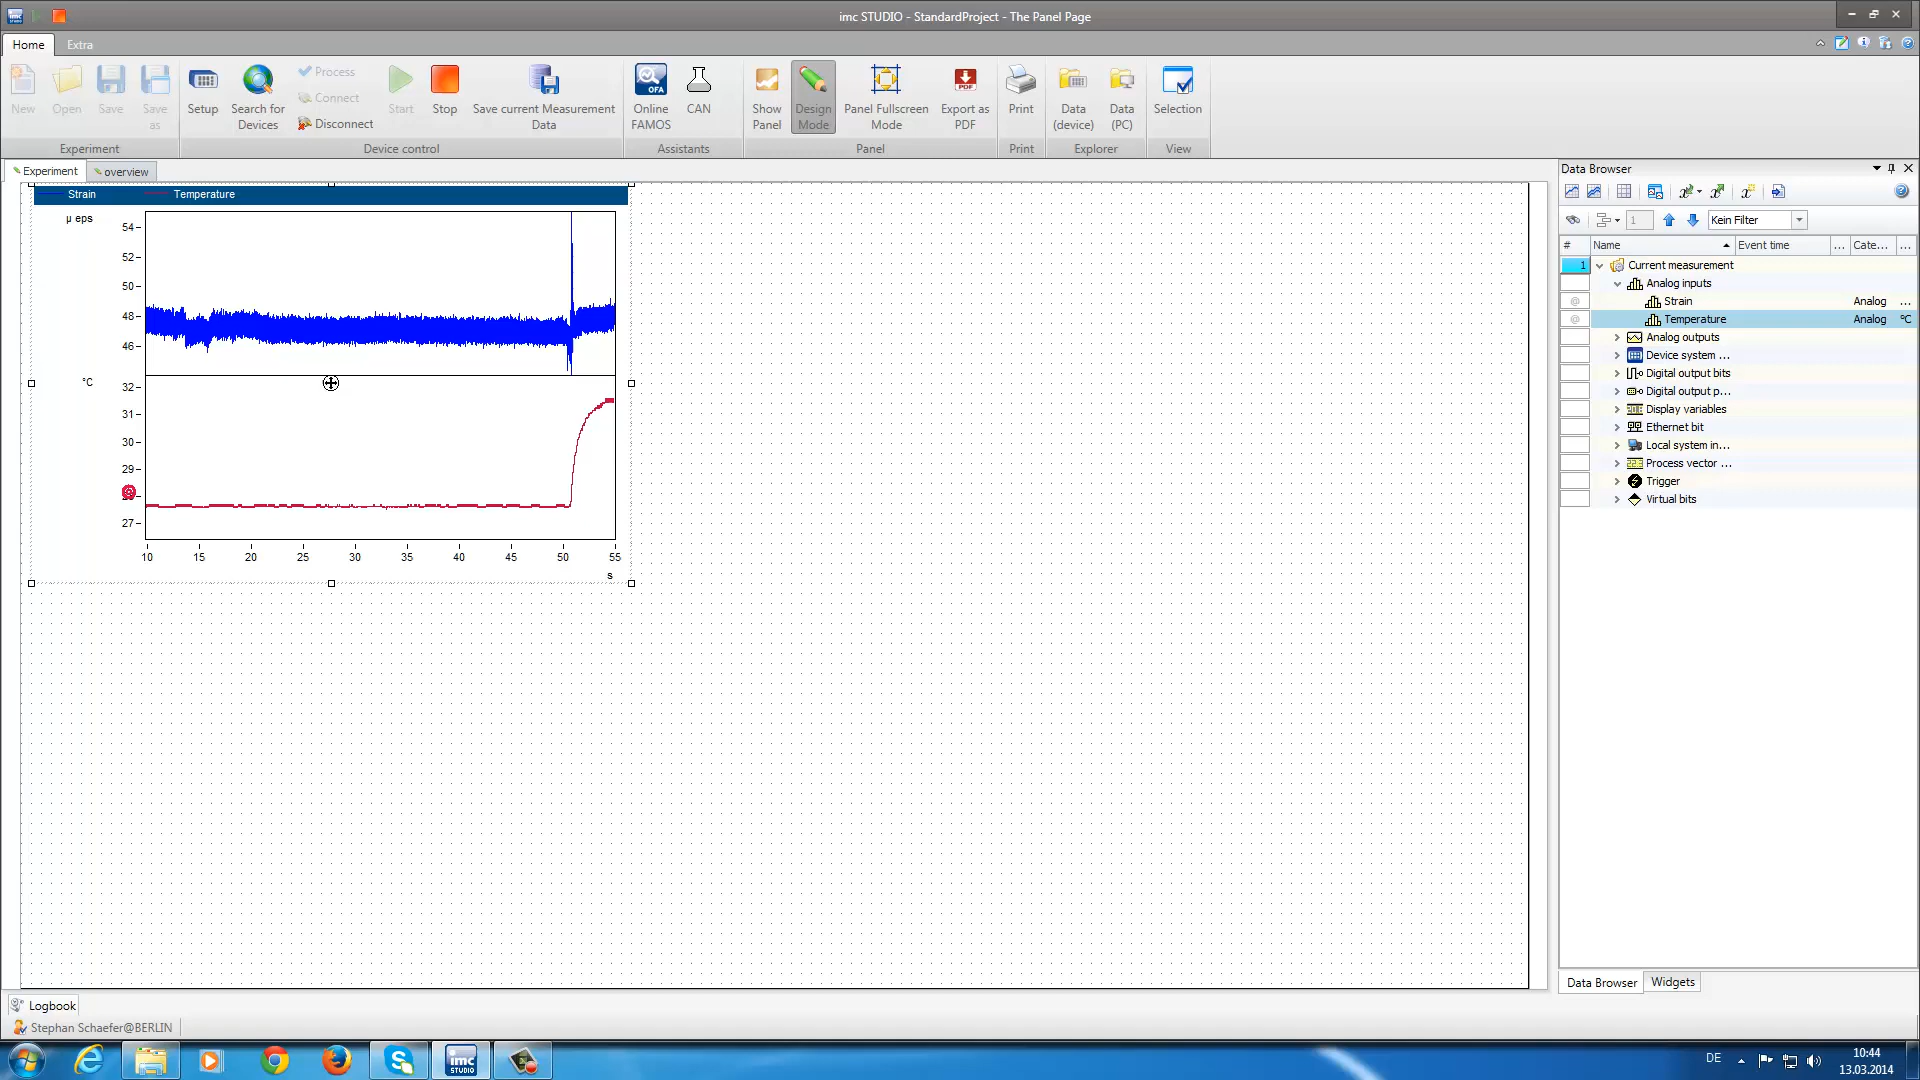 imc STUDIO - StandardProject - The Panel Page
Home
Extra
New
Open
Save
Save as
Setup
Search for Devices
Process
Connect
Disconnect
Start
Stop
Save current Measurement Data
Online FAMOS
CAN
Show Panel
Design Mode
Panel Fullscreen Mode
Export as PDF
Print
Data (device)
Data (PC)
Selection
Experiment
Device control
Assistants
Panel
Print
Explorer
View
Experiment
overview
Strain
Temperature
µ eps
54
52
50
48
46
°C
32
31
30
29
27
10 15 20 25 30 35 40 45 50 55
s
Data Browser
1
Kein Filter
# Name Event time ... Cate... ...
1 Current measurement
Analog inputs
@ Strain Analog ...
@ Temperature Analog °C
Analog outputs
Device system ...
Digital output bits
Digital output p...
Display variables
Ethernet bit
Local system in...
Process vector ...
Trigger
Virtual bits
Data Browser
Widgets
Logbook
Stephan Schaefer@BERLIN
imc STUDIO
DE
10:44
13.03.2014